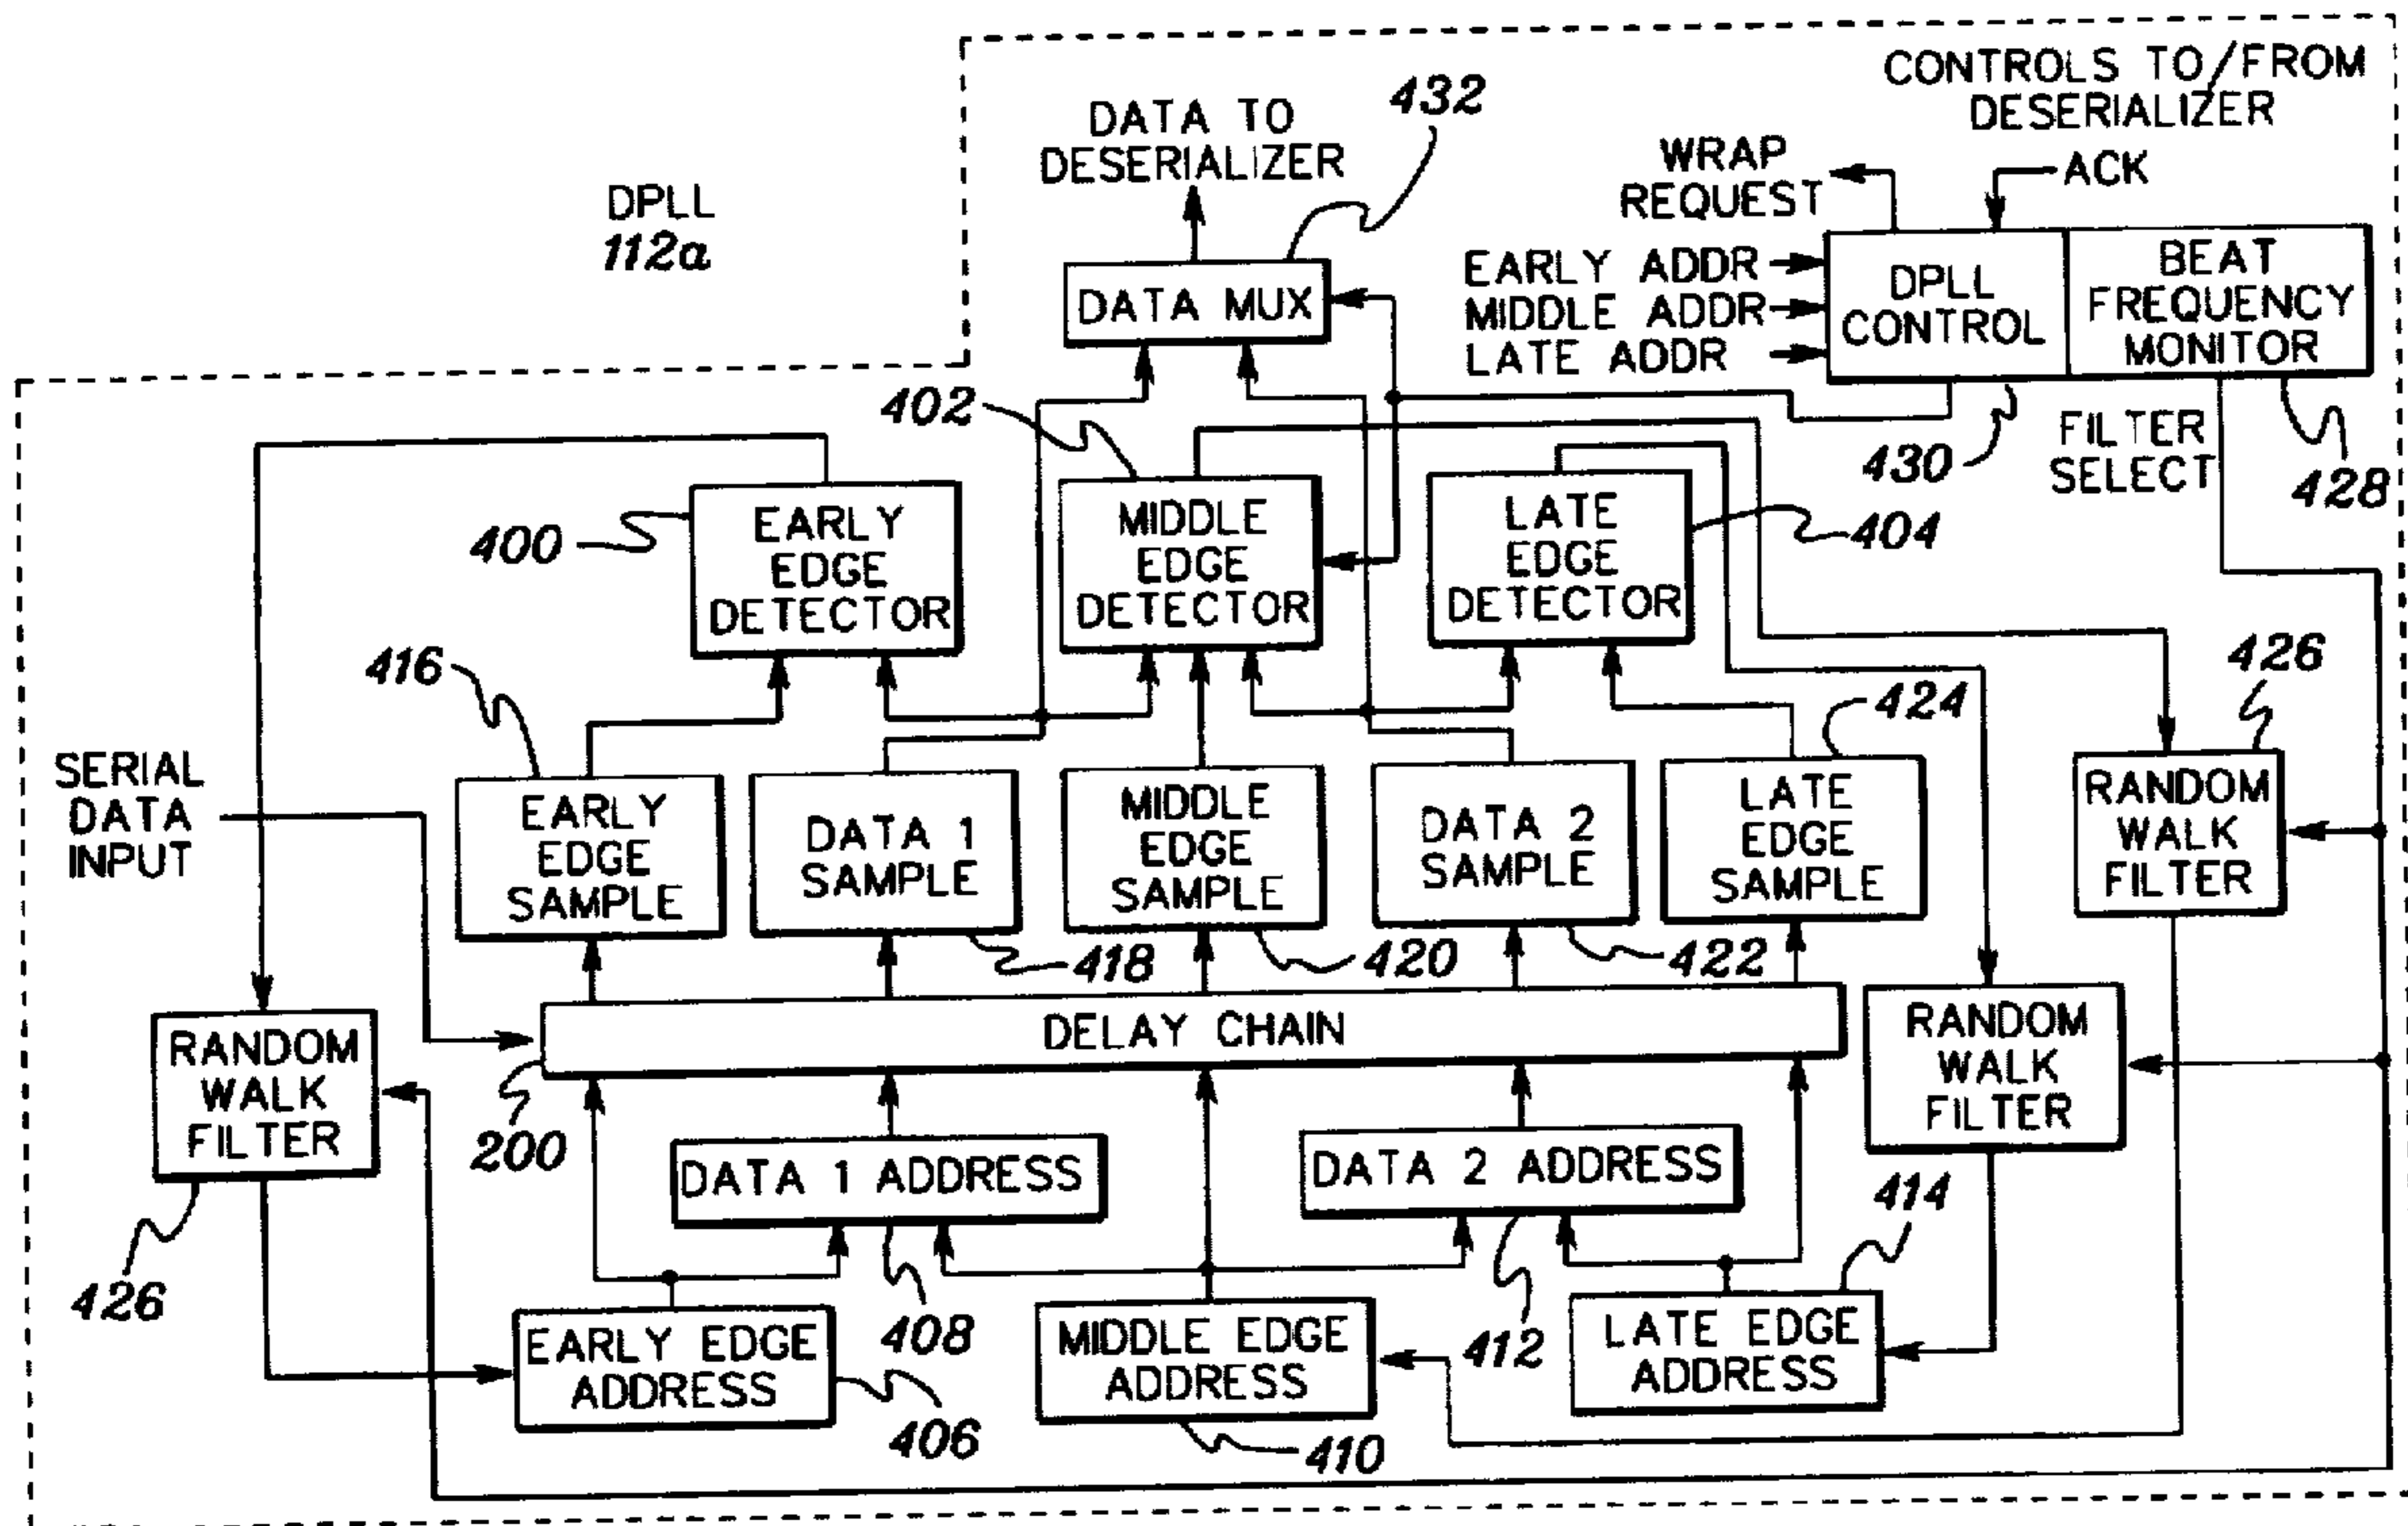 CONTROLS TO/FROM
DESERIALIZER
DATA TO
DESERIALIZER
432
WRAP
REQUEST
ACK
DPLL
112a
DATA MUX
EARLY ADDR
MIDDLE ADDR
LATE ADDR
DPLL
CONTROL
BEAT
FREQUENCY
MONITOR
402
430
FILTER
SELECT
428
400
EARLY
EDGE
DETECTOR
MIDDLE
EDGE
DETECTOR
LATE
EDGE
DETECTOR
404
416
424
426
SERIAL
DATA
INPUT
EARLY
EDGE
SAMPLE
DATA 1
SAMPLE
MIDDLE
EDGE
SAMPLE
DATA 2
SAMPLE
LATE
EDGE
SAMPLE
RANDOM
WALK
FILTER
418
420
422
RANDOM
WALK
FILTER
DELAY CHAIN
RANDOM
WALK
FILTER
200
DATA 1 ADDRESS
DATA 2 ADDRESS
414
426
EARLY EDGE
ADDRESS
408
MIDDLE EDGE
ADDRESS
412
LATE EDGE
ADDRESS
406
410